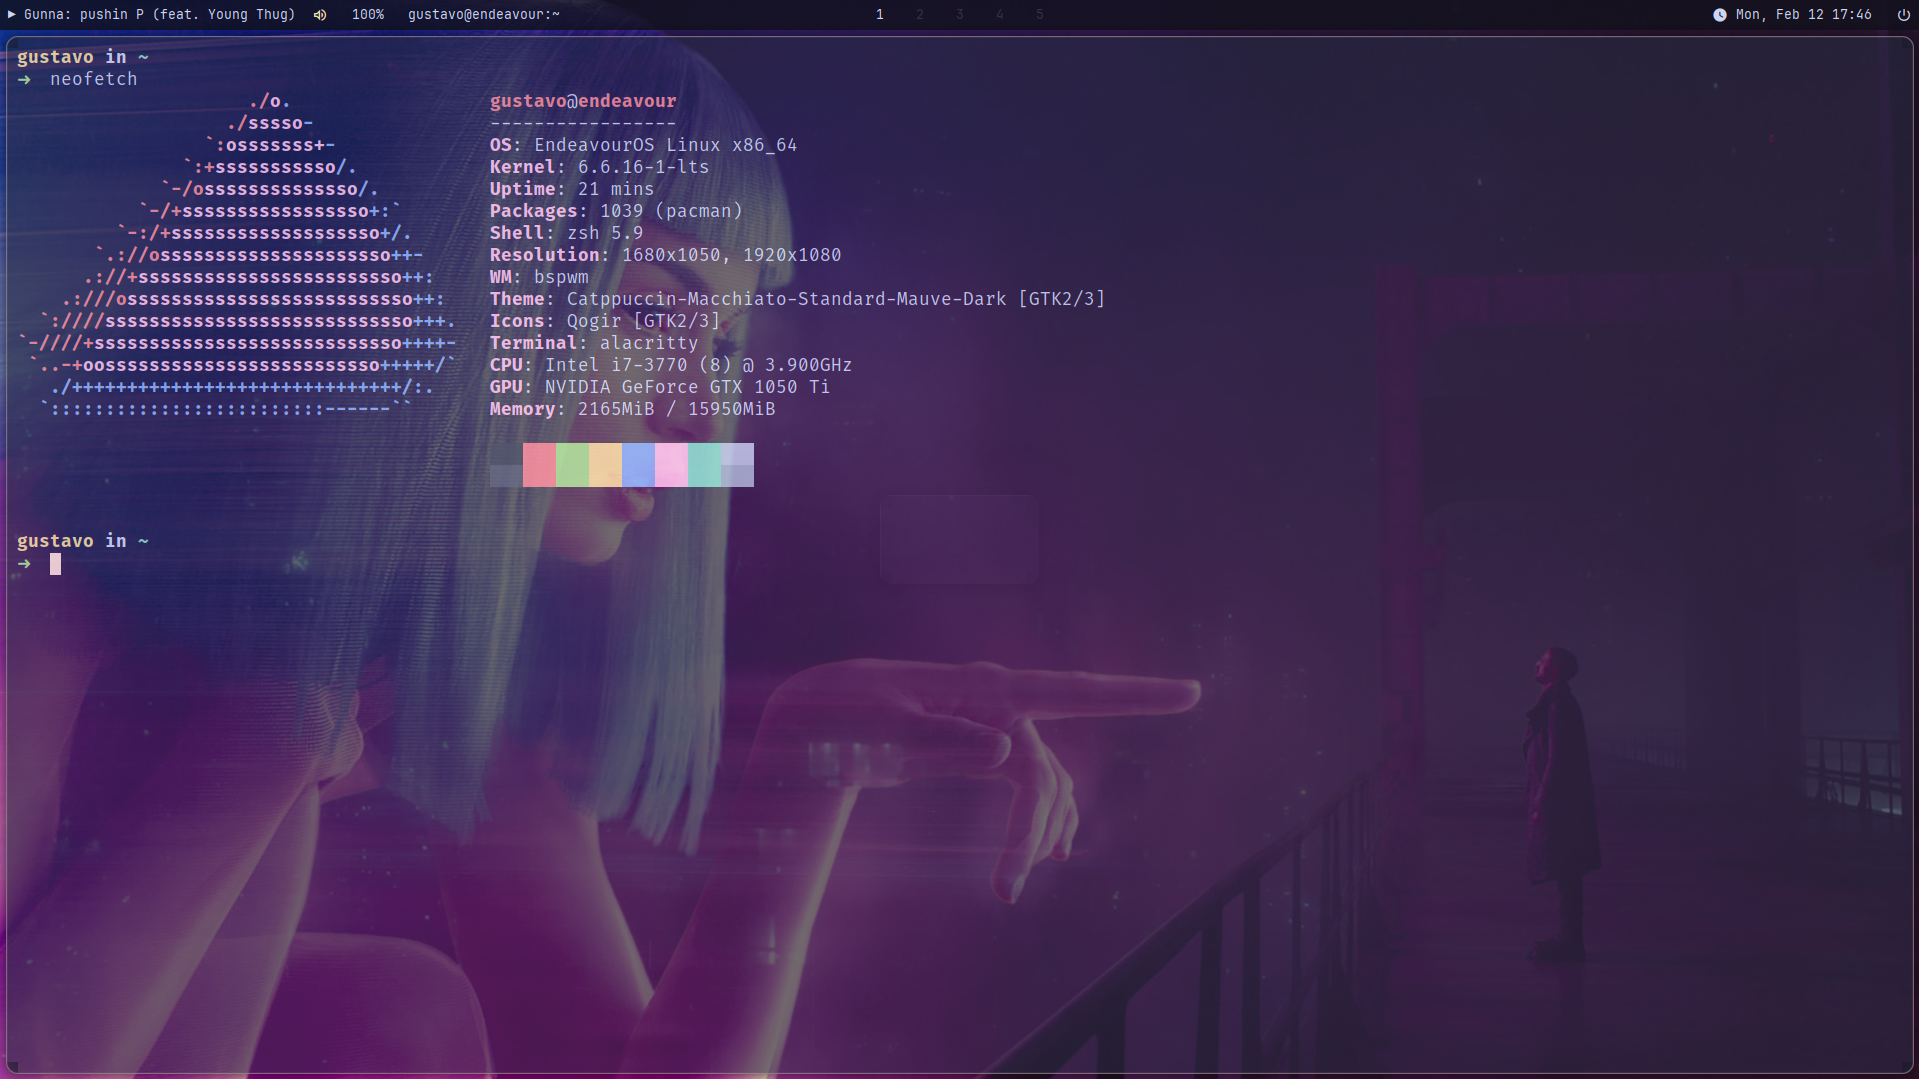 ▶ Gunna: pushin P (feat. Young Thug) 100% gustavo@endeavour:~ 1 2 3 4 5 Mon, Feb 12 17:46
gustavo in ~
➜ neofetch
./o. gustavo@endeavour
./sssso- -----------------
`:osssssss+- OS: EndeavourOS Linux x86_64
`:+sssssssssso/. Kernel: 6.6.16-1-lts
`-/ossssssssssssso/. Uptime: 21 mins
`-/+sssssssssssssssso+:` Packages: 1039 (pacman)
`-:/+sssssssssssssssssso+/. Shell: zsh 5.9
`.://osssssssssssssssssssso++- Resolution: 1680x1050, 1920x1080
.://+ssssssssssssssssssssssso++: WM: bspwm
.:///ossssssssssssssssssssssssso++: Theme: Catppuccin-Macchiato-Standard-Mauve-Dark [GTK2/3]
`:////ssssssssssssssssssssssssssso+++. Icons: Qogir [GTK2/3]
`-////+ssssssssssssssssssssssssssso++++- Terminal: alacritty
`..-+oosssssssssssssssssssssssso+++++/` CPU: Intel i7-3770 (8) @ 3.900GHz
./++++++++++++++++++++++++++++++/:. GPU: NVIDIA GeForce GTX 1050 Ti
`:::::::::::::::::::::::::------`` Memory: 2165MiB / 15950MiB
gustavo in ~
➜